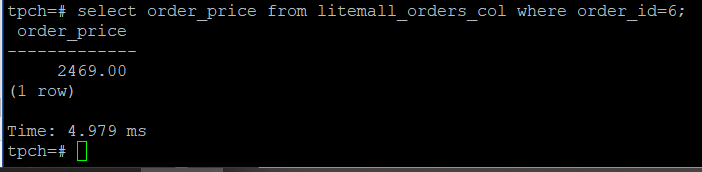 tpch=# select order_price from litemall_orders_col where order_id=6;
 order_price
-------------
     2469.00
(1 row)

Time: 4.979 ms
tpch=#